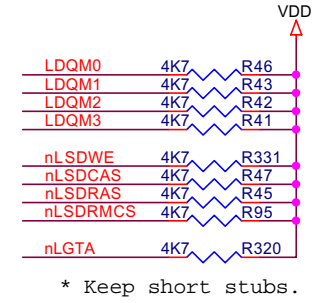 VDD
LDQM0 4K7 R46
LDQM1 4K7 R43
LDQM2 4K7 R42
LDQM3 4K7 R41
nLSDWE 4K7 R331
nLSDCAS 4K7 R47
nLSDRAS 4K7 R45
nLSDRMCS 4K7 R95
nLGTA 4K7 R320
* Keep short stubs.